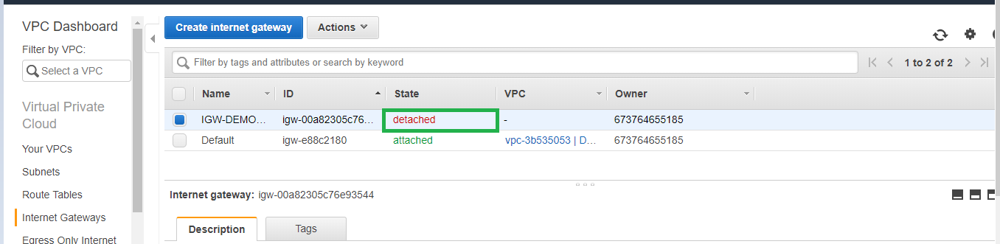 VPC Dashboard
Filter by VPC:
Select a VPC
Virtual Private
Cloud
Your VPCs
Subnets
Route Tables
Internet Gateways
Egress Only Internet
Create internet gateway Actions
Filter by tags and attributes or search by keyword 1 to 2 of 2
Name ID State VPC Owner
IGW-DEMO... igw-00a82305c76... detached - 673764655185
Default igw-e88c2180 attached vpc-3b535053 | D... 673764655185
Internet gateway: igw-00a82305c76e93544
Description Tags